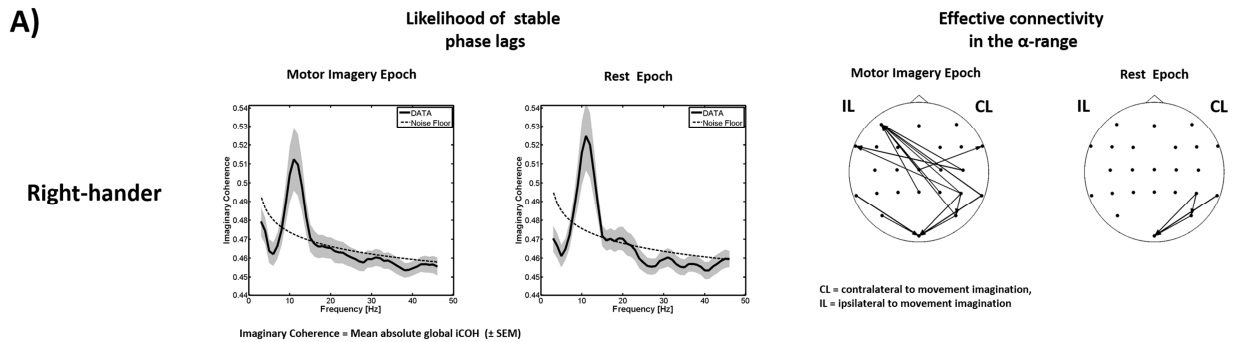 A)
Likelihood of stable
phase lags
Effective connectivity
in the α-range
Motor Imagery Epoch
Rest Epoch
Motor Imagery Epoch
Rest Epoch
Right-hander
Imaginary Coherence
0.54
0.53
0.52
0.51
0.5
0.49
0.48
0.47
0.46
0.45
0.44
DATA
Noise Floor
0
10
20
30
40
50
Frequency [Hz]
Imaginary Coherence
0.54
0.53
0.52
0.51
0.5
0.49
0.48
0.47
0.46
0.45
0.44
DATA
Noise Floor
0
10
20
30
40
50
Frequency [Hz]
IL
CL
IL
CL
CL = contralateral to movement imagination,
IL = ipsilateral to movement imagination
Imaginary Coherence = Mean absolute global iCOH (± SEM)